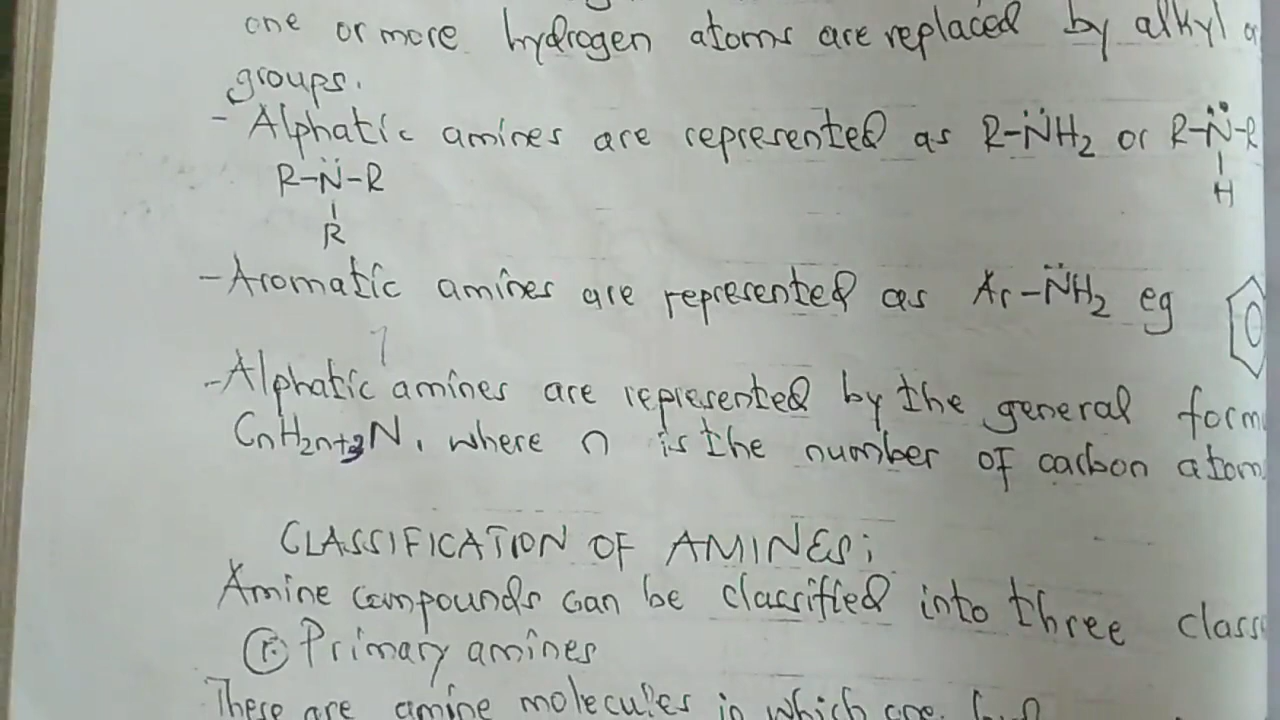 one or more hydrogen atoms are replaced by alkyl
groups.
- Alphatic amines are represented as R-N̈H₂ or R-N̈-R
H
R-N̈-R
R
- Aromatic amines are represented as Ar-N̈H₂ eg
- Alphatic amines are represented by the general form
CnH2n+3N, where n is the number of carbon atom
CLASSIFICATION OF AMINES;
Amine compounds can be classified into three class
Primary amines
These are amine molecules in which one